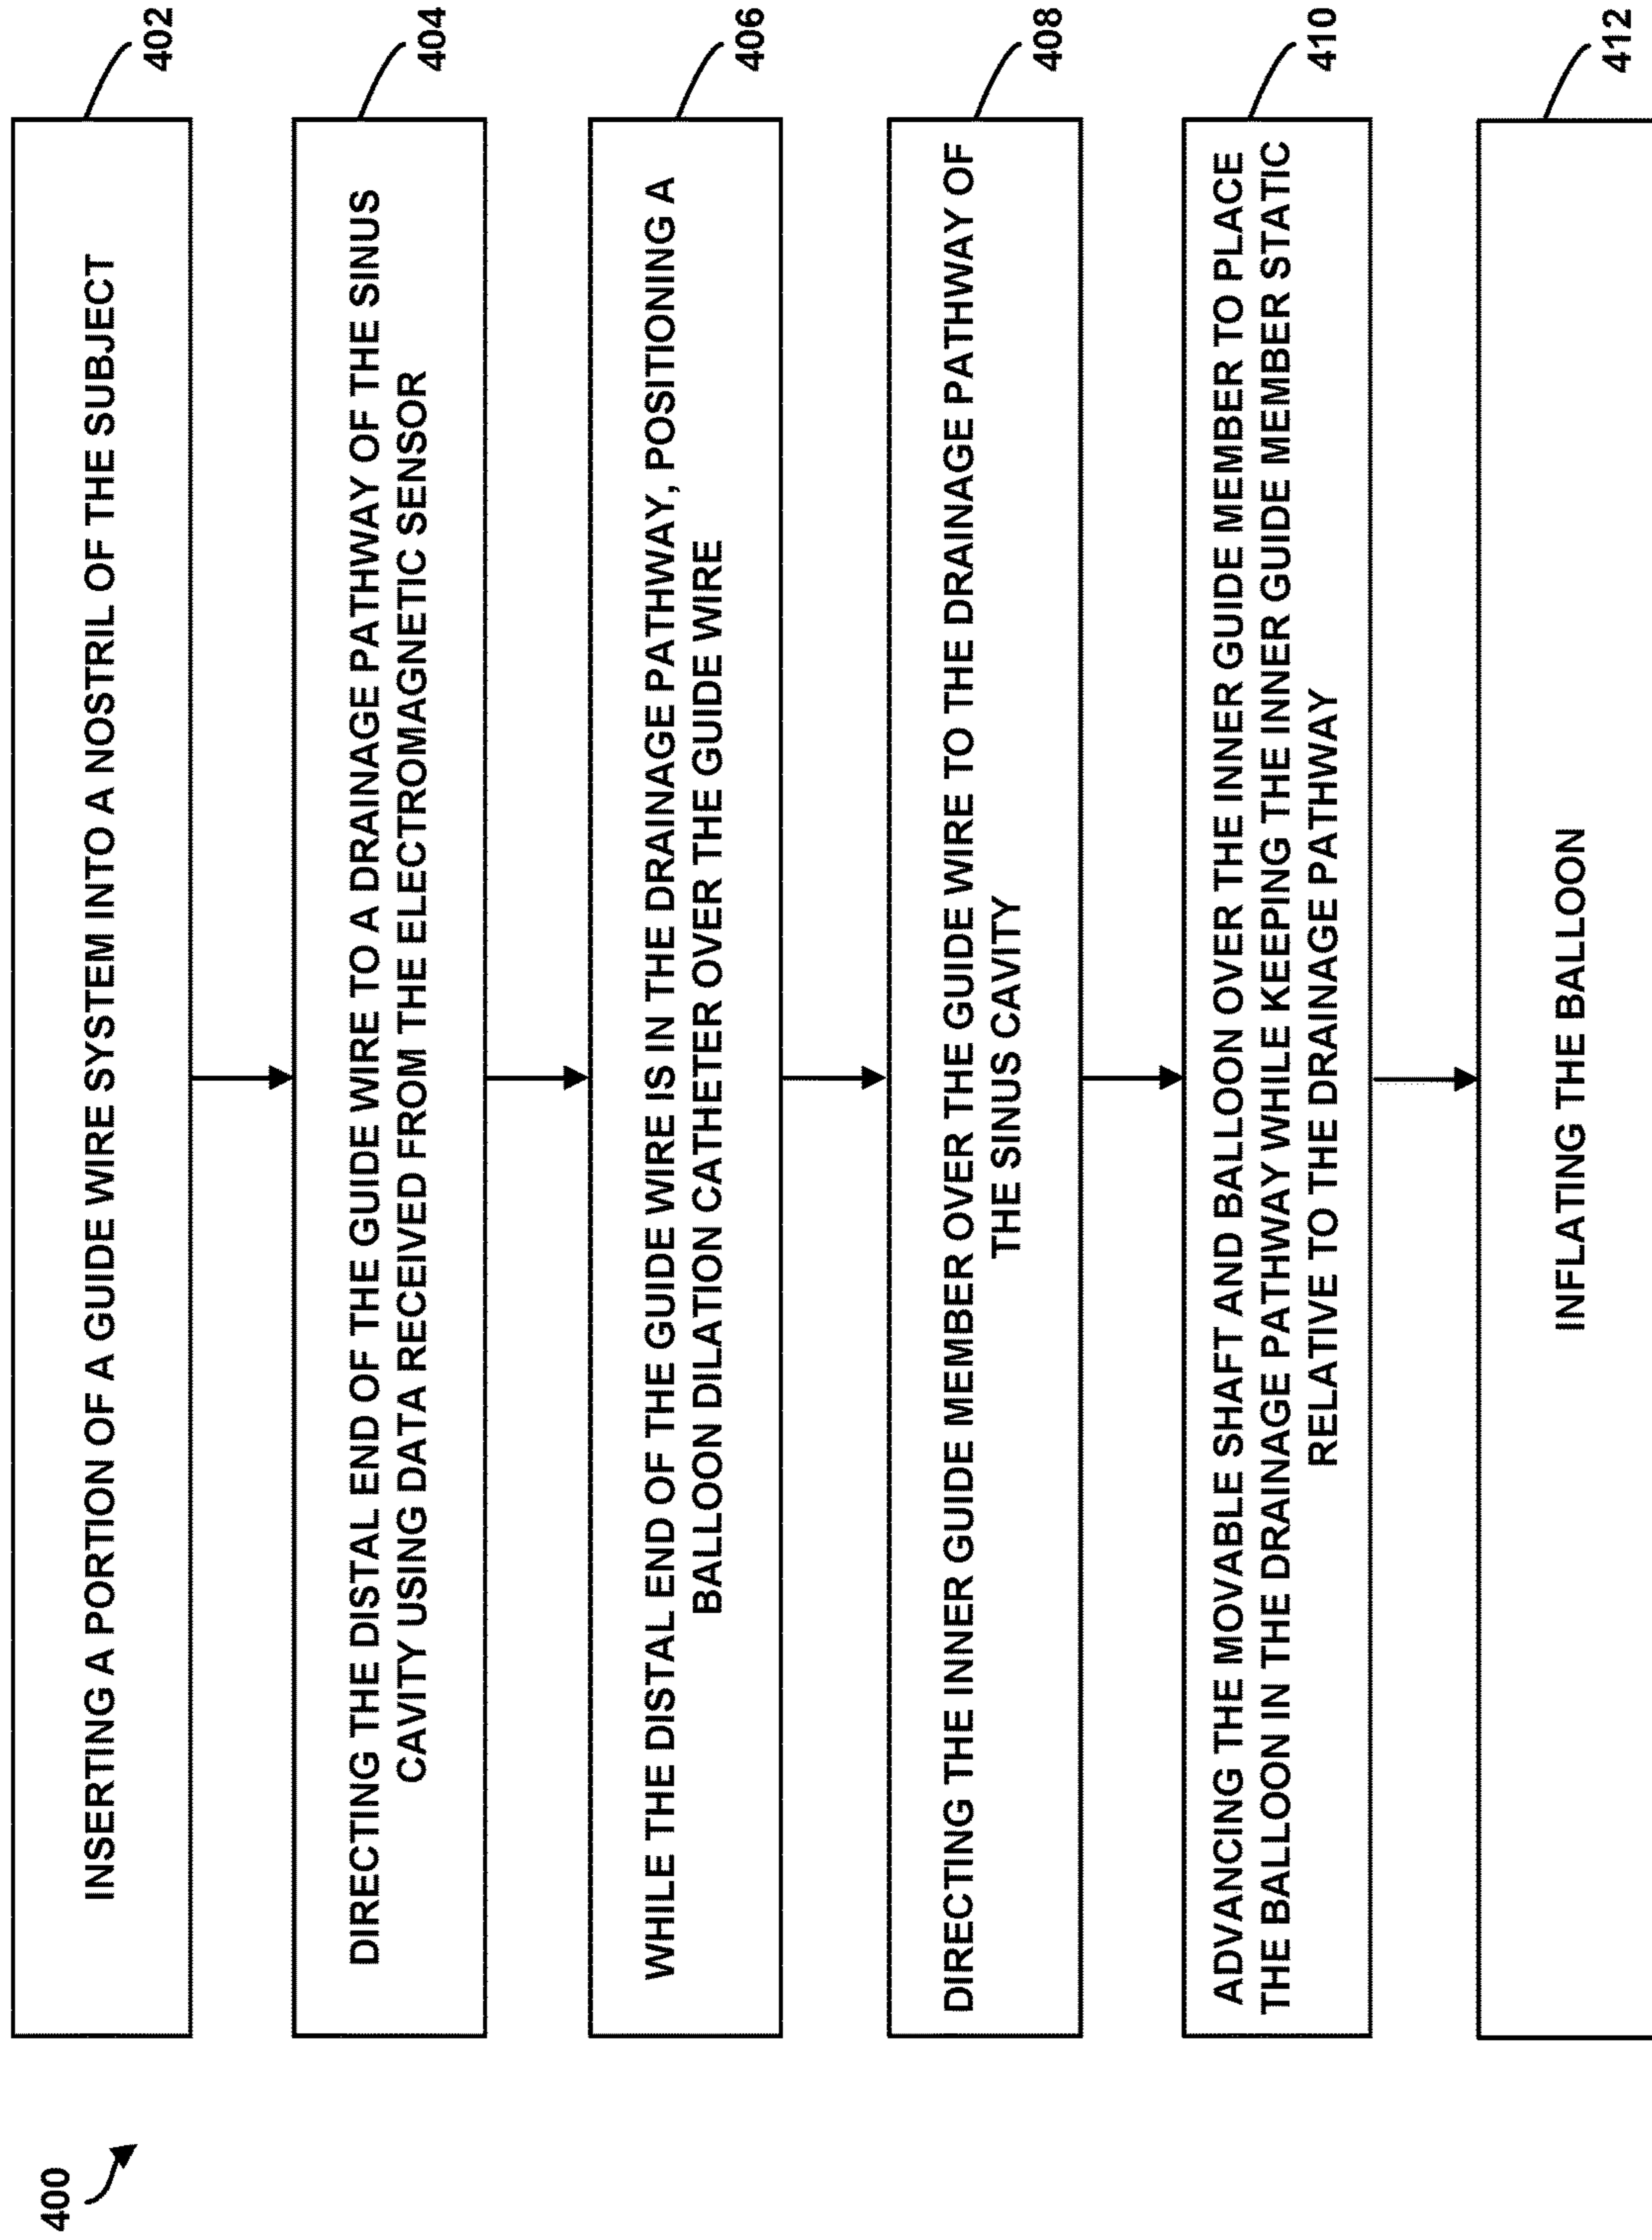 400
402
INSERTING A PORTION OF A GUIDE WIRE SYSTEM INTO A NOSTRIL OF THE SUBJECT
404
DIRECTING THE DISTAL END OF THE GUIDE WIRE TO A DRAINAGE PATHWAY OF THE SINUS
CAVITY USING DATA RECEIVED FROM THE ELECTROMAGNETIC SENSOR
406
WHILE THE DISTAL END OF THE GUIDE WIRE IS IN THE DRAINAGE PATHWAY, POSITIONING A
BALLOON DILATION CATHETER OVER THE GUIDE WIRE
408
DIRECTING THE INNER GUIDE MEMBER OVER THE GUIDE WIRE TO THE DRAINAGE PATHWAY OF
THE SINUS CAVITY
410
ADVANCING THE MOVABLE SHAFT AND BALLOON OVER THE INNER GUIDE MEMBER TO PLACE
THE BALLOON IN THE DRAINAGE PATHWAY WHILE KEEPING THE INNER GUIDE MEMBER STATIC
RELATIVE TO THE DRAINAGE PATHWAY
412
INFLATING THE BALLOON